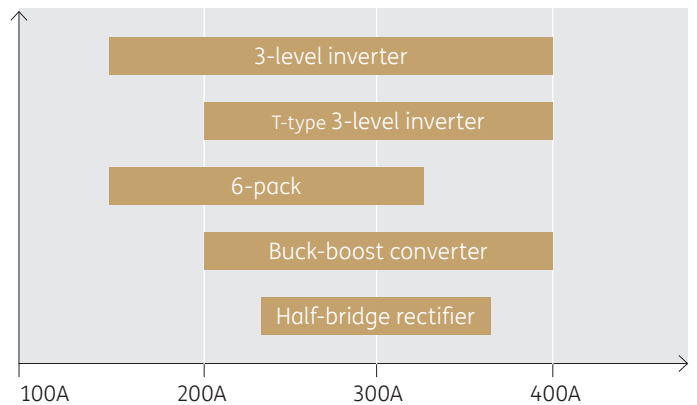 3-level inverter
T-type 3-level inverter
6-pack
Buck-boost converter
Half-bridge rectifier
100A 200A 300A 400A